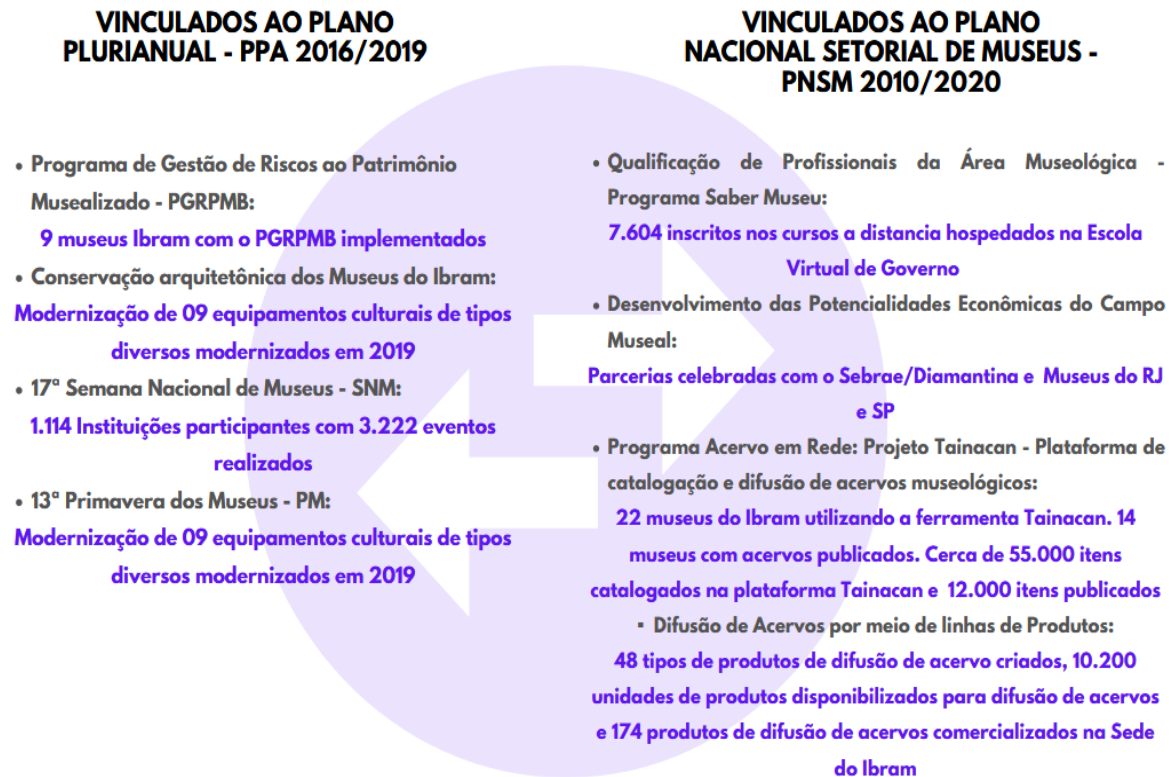 VINCULADOS AO PLANO
PLURIANUAL - PPA 2016/2019
• Programa de Gestão de Riscos ao Patrimônio
Musealizado - PGRPMB:
9 museus Ibram com o PGRPMB implementados
• Conservação arquitetônica dos Museus do Ibram:
Modernização de 09 equipamentos culturais de tipos
diversos modernizados em 2019
• 17ª Semana Nacional de Museus - SNM:
1.114 Instituições participantes com 3.222 eventos
realizados
• 13ª Primavera dos Museus - PM:
Modernização de 09 equipamentos culturais de tipos
diversos modernizados em 2019
VINCULADOS AO PLANO
NACIONAL SETORIAL DE MUSEUS -
PNSM 2010/2020
• Qualificação de Profissionais da Área Museológica -
Programa Saber Museu:
7.604 inscritos nos cursos a distancia hospedados na Escola
Virtual de Governo
• Desenvolvimento das Potencialidades Econômicas do Campo
Museal:
Parcerias celebradas com o Sebrae/Diamantina e Museus do RJ
e SP
• Programa Acervo em Rede: Projeto Tainacan - Plataforma de
catalogação e difusão de acervos museológicos:
22 museus do Ibram utilizando a ferramenta Tainacan. 14
museus com acervos publicados. Cerca de 55.000 itens
catalogados na plataforma Tainacan e 12.000 itens publicados
▪ Difusão de Acervos por meio de linhas de Produtos:
48 tipos de produtos de difusão de acervo criados, 10.200
unidades de produtos disponibilizados para difusão de acervos
e 174 produtos de difusão de acervos comercializados na Sede
do Ibram